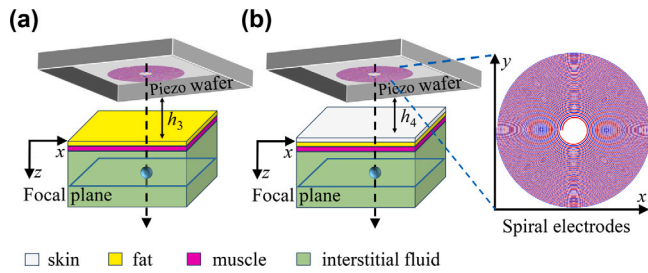 (a)
Piezo wafer
h3
x
z
Focal plane
(b)
Piezo wafer
h4
x
z
Focal plane
y
x
Spiral electrodes
skin
fat
muscle
interstitial fluid